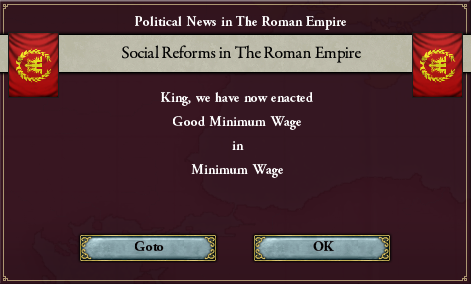 Political News in The Roman Empire
Social Reforms in The Roman Empire
King, we have now enacted
Good Minimum Wage
in
Minimum Wage
Goto
OK